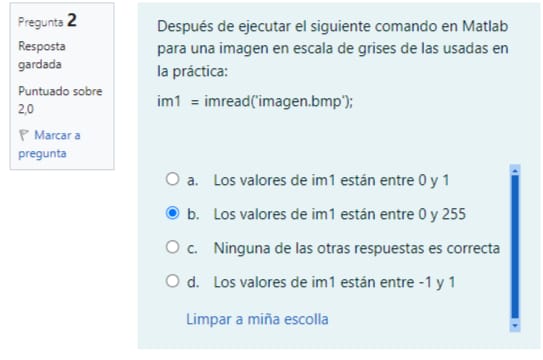 Pregunta 2
Resposta
gardada
Puntuado sobre
2,0
Marcar a
pregunta
Después de ejecutar el siguiente comando en Matlab
para una imagen en escala de grises de las usadas en
la práctica:
im1 = imread('imagen.bmp');
a. Los valores de im1 están entre 0 y 1
b. Los valores de im1 están entre 0 y 255
c. Ninguna de las otras respuestas es correcta
d. Los valores de im1 están entre -1 y 1
Limpar a miña escolla